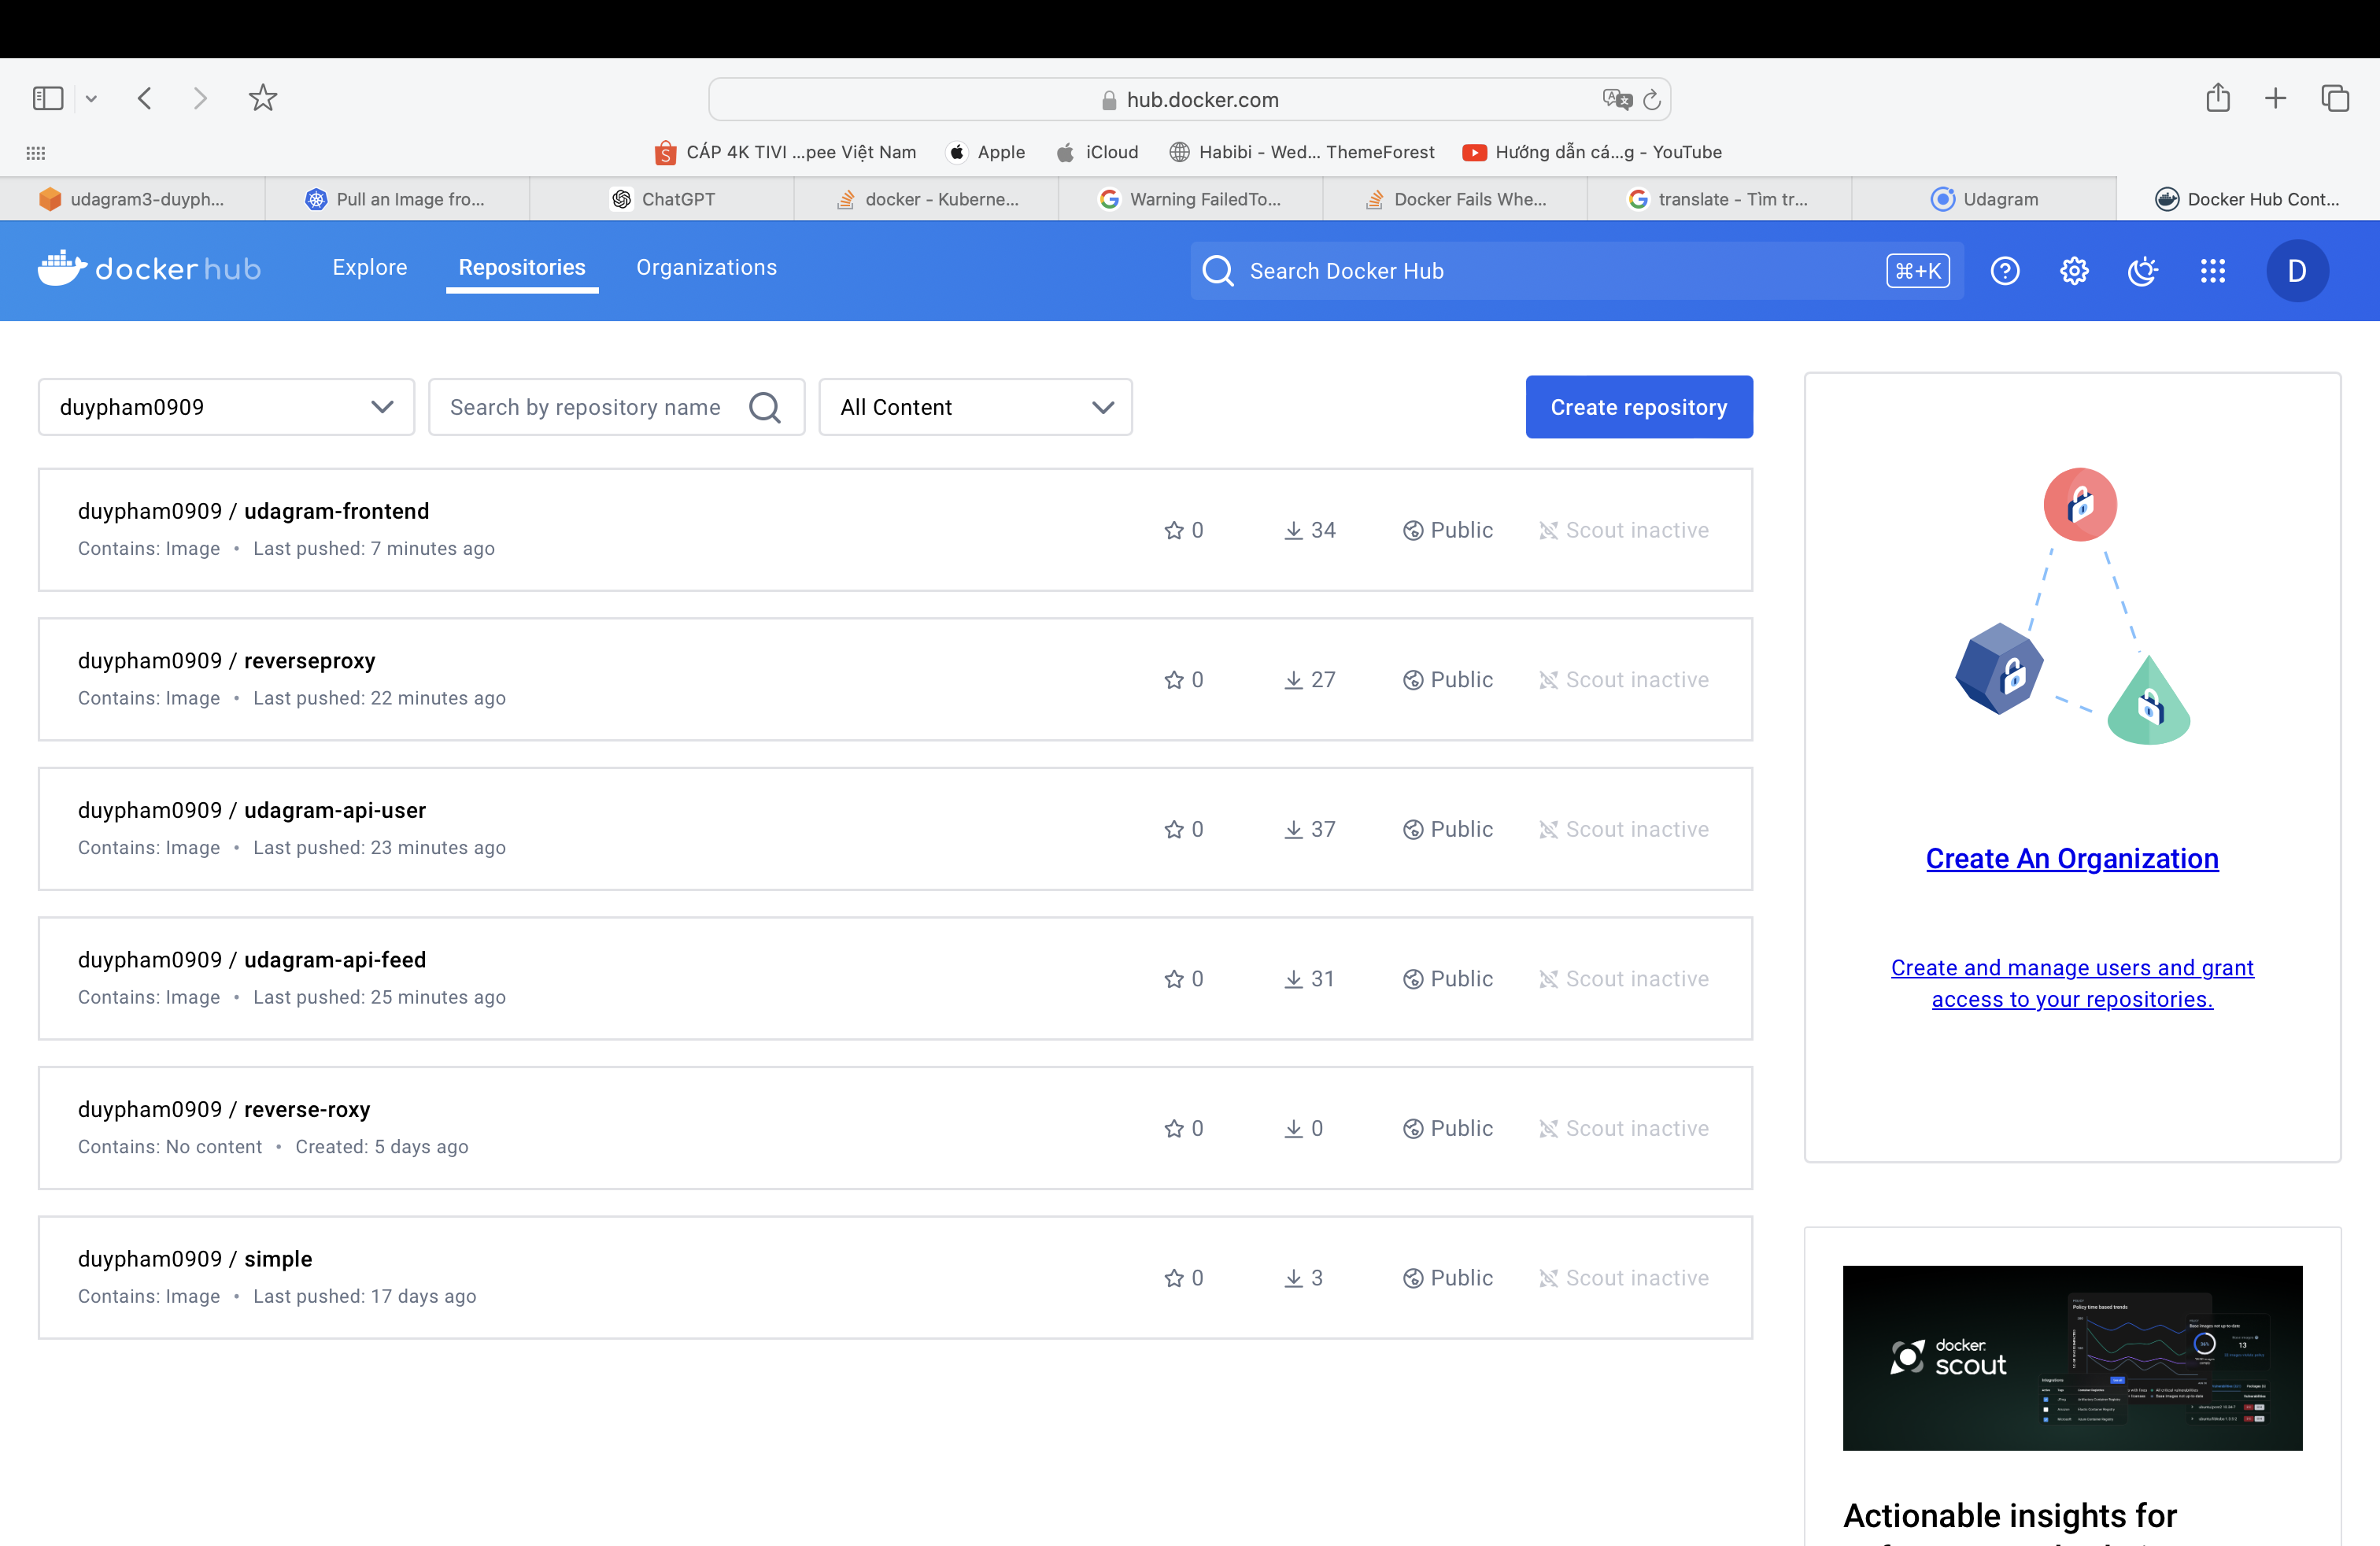 hub.docker.com
CÁP 4K TIVI ...pee Việt Nam
Apple
iCloud
Habibi - Wed... ThemeForest
Hướng dẫn cá...g - YouTube
udagram3-duyph...
Pull an Image fro...
ChatGPT
docker - Kuberne...
Warning FailedTo...
Docker Fails Whe...
translate - Tìm tr...
Udagram
Docker Hub Cont...
docker hub
Explore
Repositories
Organizations
Search Docker Hub
⌘+K
D
duypham0909
Search by repository name
All Content
Create repository
duypham0909 / udagram-frontend
Contains: Image • Last pushed: 7 minutes ago
0
34
Public
Scout inactive
duypham0909 / reverseproxy
Contains: Image • Last pushed: 22 minutes ago
0
27
Public
Scout inactive
duypham0909 / udagram-api-user
Contains: Image • Last pushed: 23 minutes ago
0
37
Public
Scout inactive
duypham0909 / udagram-api-feed
Contains: Image • Last pushed: 25 minutes ago
0
31
Public
Scout inactive
duypham0909 / reverse-roxy
Contains: No content • Created: 5 days ago
0
0
Public
Scout inactive
duypham0909 / simple
Contains: Image • Last pushed: 17 days ago
0
3
Public
Scout inactive
Create An Organization
Create and manage users and grant
access to your repositories.
docker
scout
Policy time based trends
Actionable insights for